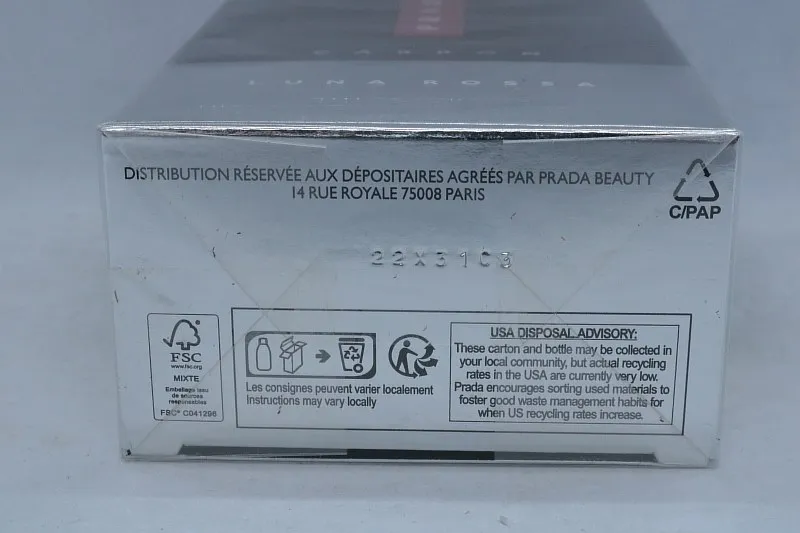 PRADA
CARBON
LUNA ROSSA
DISTRIBUTION RÉSERVÉE AUX DÉPOSITAIRES AGRÉÉS PAR PRADA BEAUTY
14 RUE ROYALE 75008 PARIS
C/PAP
22X31C3
FSC
www.fsc.org
MIXTE
Emballage issu
de sources
responsables
FSC® C041296
Les consignes peuvent varier localement
Instructions may vary locally
USA DISPOSAL ADVISORY:
These carton and bottle may be collected in
your local community, but actual recycling
rates in the USA are currently very low.
Prada encourages sorting used materials to
foster good waste management habits for
when US recycling rates increase.